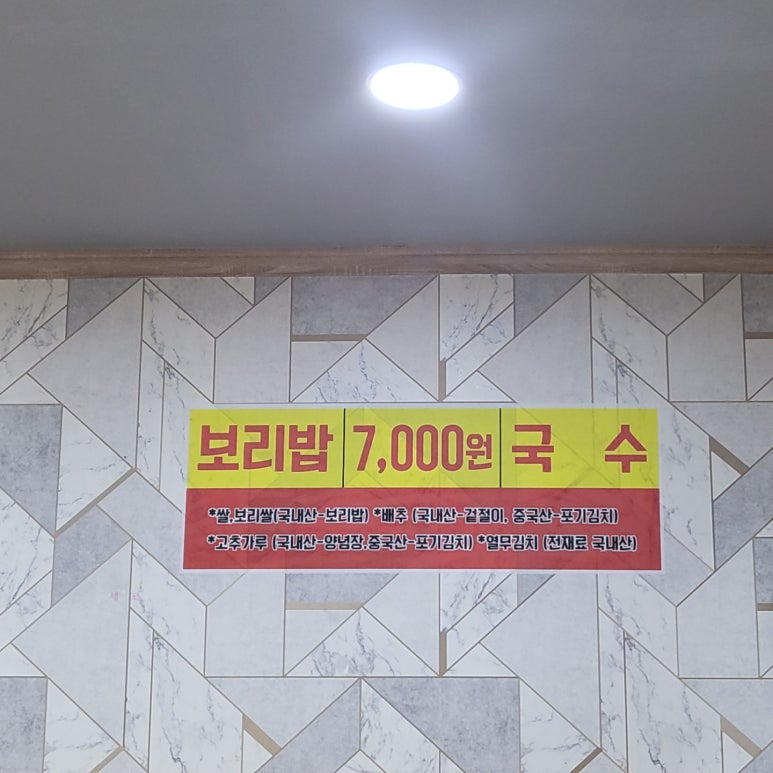 보리밥 7,000원 국 수
*쌀,보리쌀(국내산-보리밥) *배추 (국내산-겉절이, 중국산-포기김치)
*고추가루 (국내산-양념장,중국산-포기김치) *열무김치 (전재료 국내산)